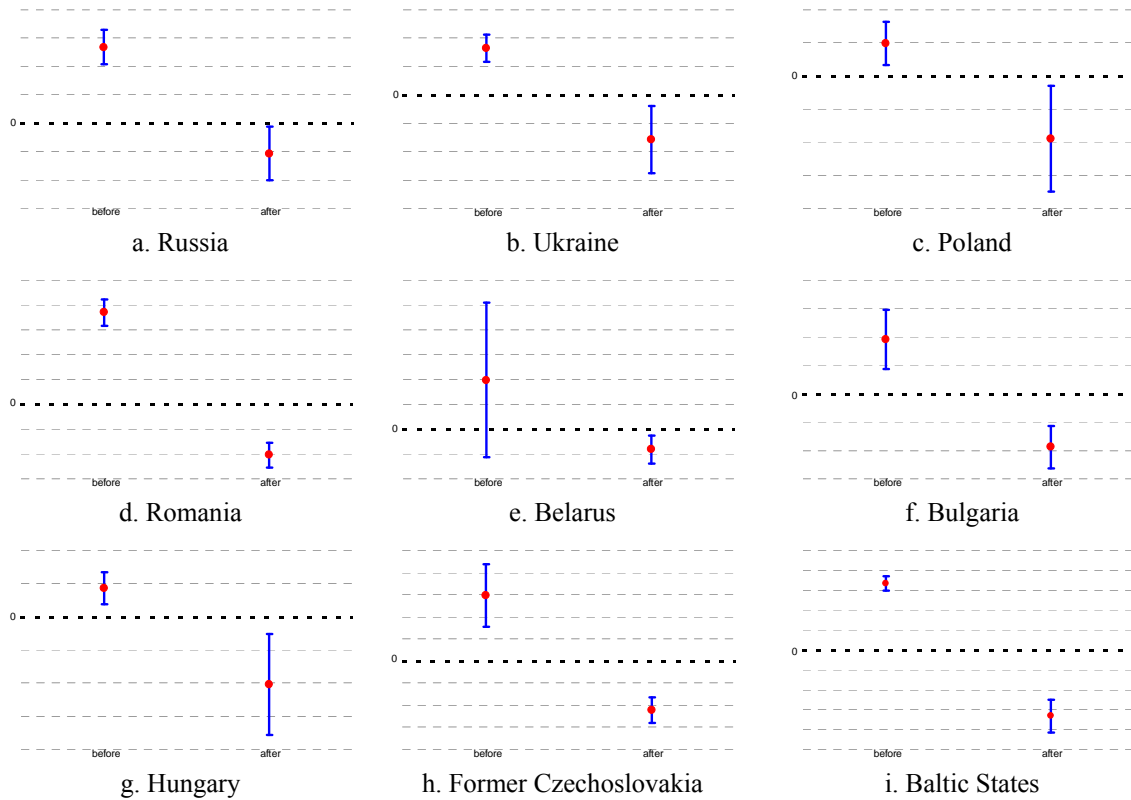 0
0
0
before after
before after
before after
a. Russia
b. Ukraine
c. Poland
0
0
0
before after
before after
before after
d. Romania
e. Belarus
f. Bulgaria
0
0
0
before after
before after
before after
g. Hungary
h. Former Czechoslovakia
i. Baltic States